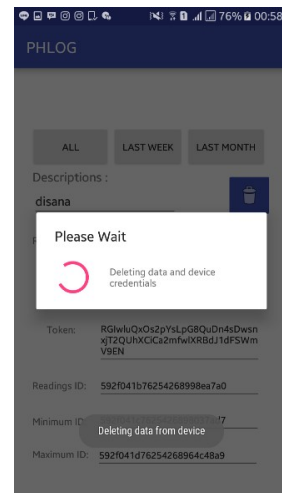 76% 00:58
PHLOG
ALL LAST WEEK LAST MONTH
Descriptions :
disana
Please Wait
Deleting data and device
credentials
Token: RGlwluQxOs2pYsLpG8QuDn4sDwsn
xjT2QUhXCiCa2mfwlXRBdJ1dFSWm
V9EN
Readings ID: 592f041b76254268998ea7a0
Minimum ID:
Deleting data from device
Maximum ID: 592f041d76254268964c48a9